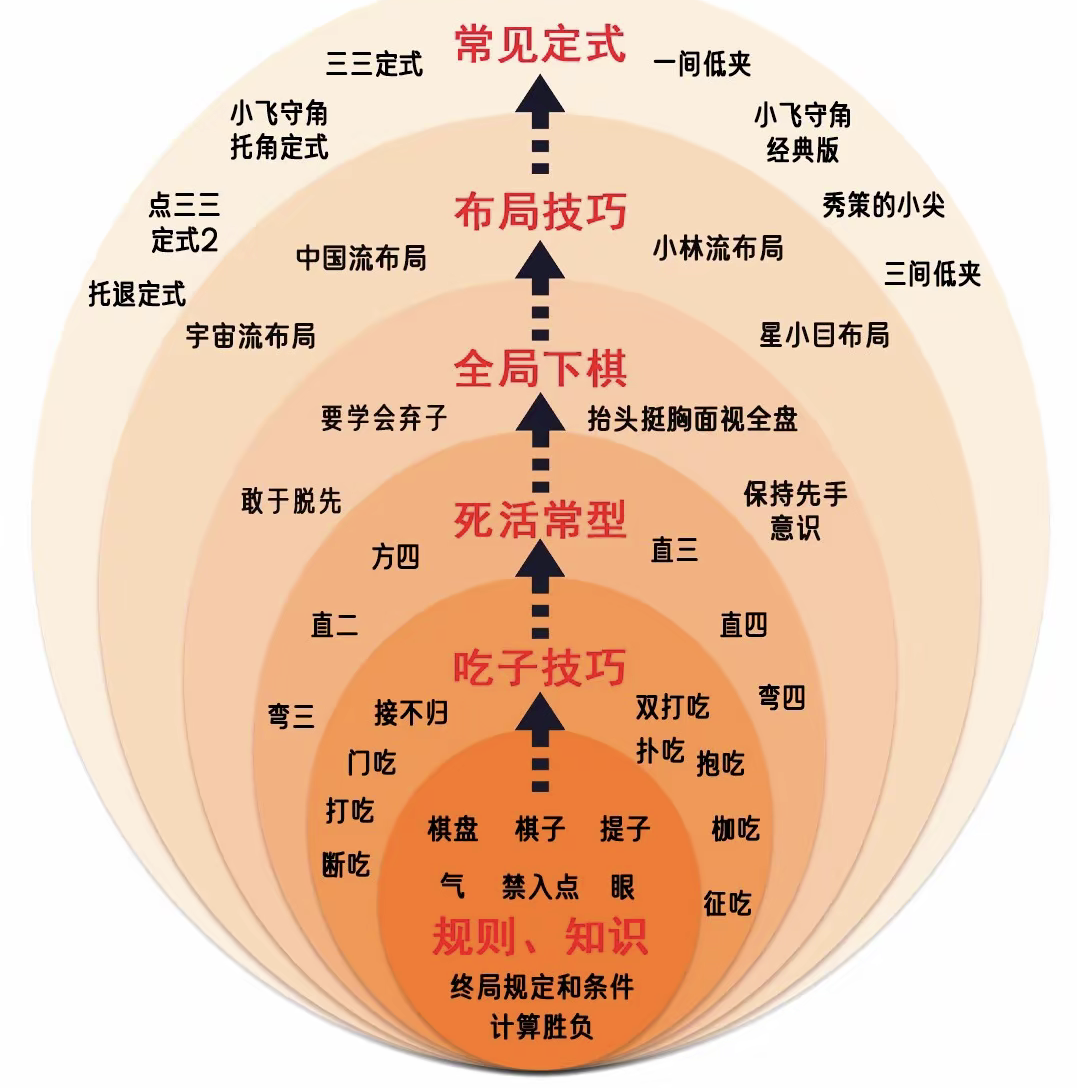 常见定式
三三定式
一间低夹
小飞守角
托角定式
小飞守角
经典版
点三三
定式2
秀策的小尖
托退定式
三间低夹
布局技巧
中国流布局
小林流布局
宇宙流布局
星小目布局
全局下棋
要学会弃子
抬头挺胸面视全盘
敢于脱先
保持先手
意识
死活常型
方四
直三
直二
直四
弯三
弯四
吃子技巧
接不归
双打吃
门吃
扑吃
抱吃
打吃
枷吃
断吃
征吃
棋盘 棋子 提子
气 禁入点 眼
规则、知识
终局规定和条件
计算胜负